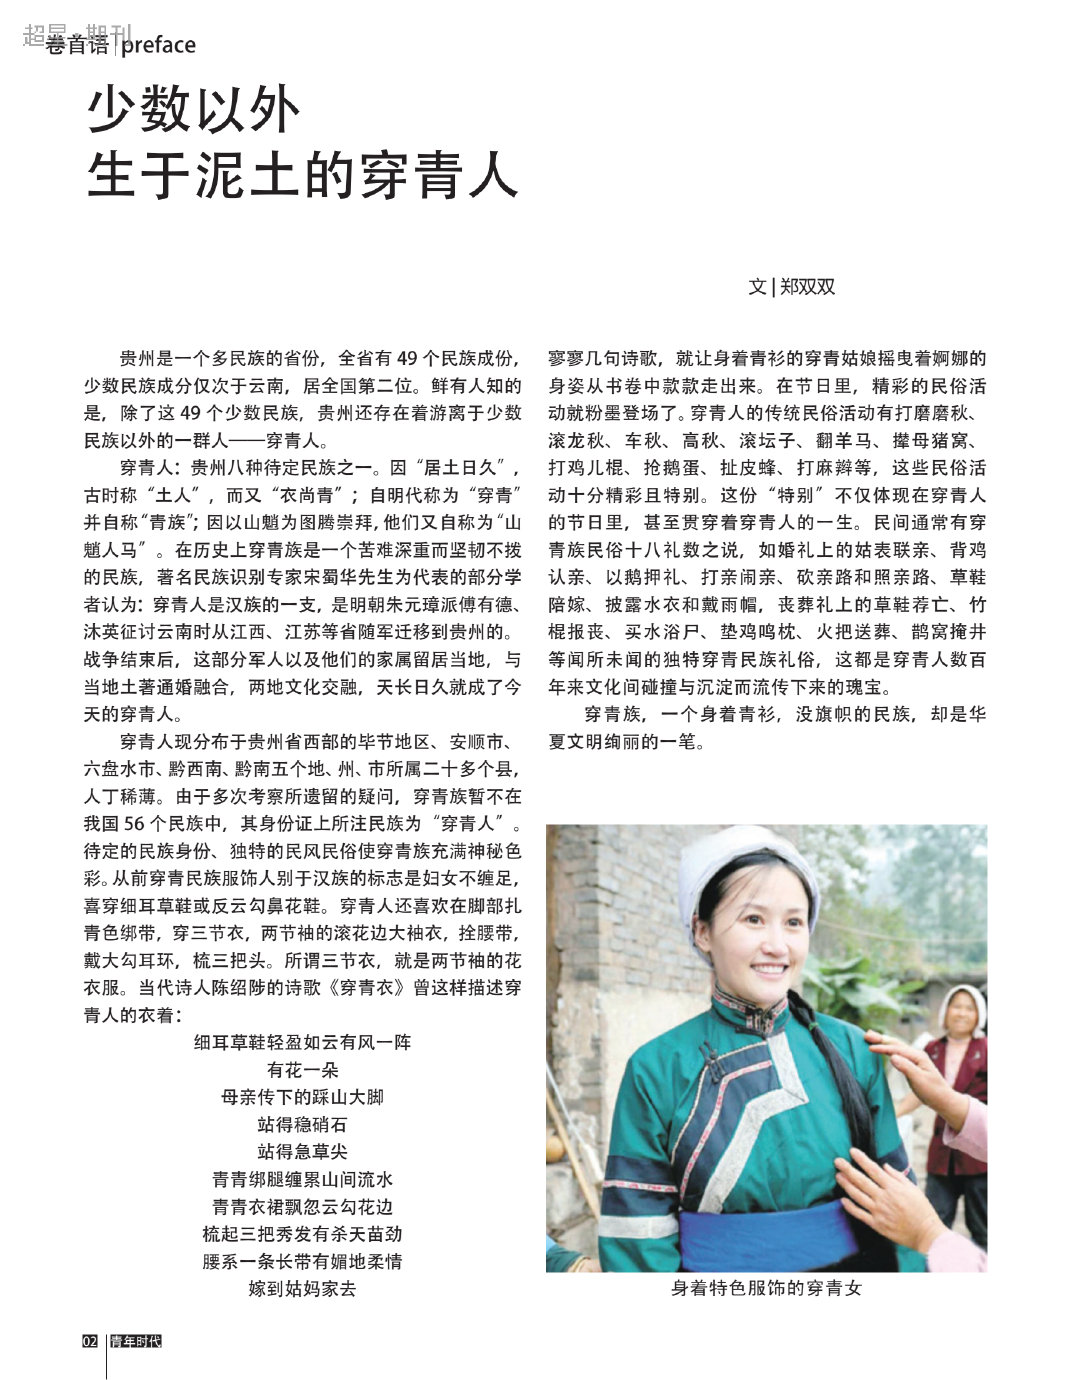 超星·期刊
卷首语 | preface
少数以外
生于泥土的穿青人
文 | 郑双双
贵州是一个多民族的省份，全省有 49 个民族成份，
少数民族成分仅次于云南，居全国第二位。鲜有人知的
是，除了这 49 个少数民族，贵州还存在着游离于少数
民族以外的一群人——穿青人。
穿青人：贵州八种待定民族之一。因“居土日久”，
古时称“土人”，而又“衣尚青”；自明代称为“穿青”
并自称“青族”；因以山魈为图腾崇拜，他们又自称为“山
魈人马”。在历史上穿青族是一个苦难深重而坚韧不拨
的民族，著名民族识别专家宋蜀华先生为代表的部分学
者认为：穿青人是汉族的一支，是明朝朱元璋派傅有德、
沐英征讨云南时从江西、江苏等省随军迁移到贵州的。
战争结束后，这部分军人以及他们的家属留居当地，与
当地土著通婚融合，两地文化交融，天长日久就成了今
天的穿青人。
穿青人现分布于贵州省西部的毕节地区、安顺市、
六盘水市、黔西南、黔南五个地、州、市所属二十多个县，
人丁稀薄。由于多次考察所遗留的疑问，穿青族暂不在
我国 56 个民族中，其身份证上所注民族为“穿青人”。
待定的民族身份、独特的民风民俗使穿青族充满神秘色
彩。从前穿青民族服饰人别于汉族的标志是妇女不缠足，
喜穿细耳草鞋或反云勾鼻花鞋。穿青人还喜欢在脚部扎
青色绑带，穿三节衣，两节袖的滚花边大袖衣，拴腰带，
戴大勾耳环，梳三把头。所谓三节衣，就是两节袖的花
衣服。当代诗人陈绍陟的诗歌《穿青衣》曾这样描述穿
青人的衣着：
细耳草鞋轻盈如云有风一阵
有花一朵
母亲传下的踩山大脚
站得稳硝石
站得急草尖
青青绑腿缠累山间流水
青青衣裙飘忽云勾花边
梳起三把秀发有杀天苗劲
腰系一条长带有媚地柔情
嫁到姑妈家去
寥寥几句诗歌，就让身着青衫的穿青姑娘摇曳着婀娜的
身姿从书卷中款款走出来。在节日里，精彩的民俗活
动就粉墨登场了。穿青人的传统民俗活动有打磨磨秋、
滚龙秋、车秋、高秋、滚坛子、翻羊马、撵母猪窝、
打鸡儿棍、抢鹅蛋、扯皮蜂、打麻辫等，这些民俗活
动十分精彩且特别。这份“特别”不仅体现在穿青人
的节日里，甚至贯穿着穿青人的一生。民间通常有穿
青族民俗十八礼数之说，如婚礼上的姑表联亲、背鸡
认亲、以鹅押礼、打亲闹亲、砍亲路和照亲路、草鞋
陪嫁、披露水衣和戴雨帽，丧葬礼上的草鞋荐亡、竹
棍报丧、买水浴尸、垫鸡鸣枕、火把送葬、鹊窝掩井
等闻所未闻的独特穿青民族礼俗，这都是穿青人数百
年来文化间碰撞与沉淀而流传下来的瑰宝。
穿青族，一个身着青衫，没旗帜的民族，却是华
夏文明绚丽的一笔。
身着特色服饰的穿青女
02 青年时代